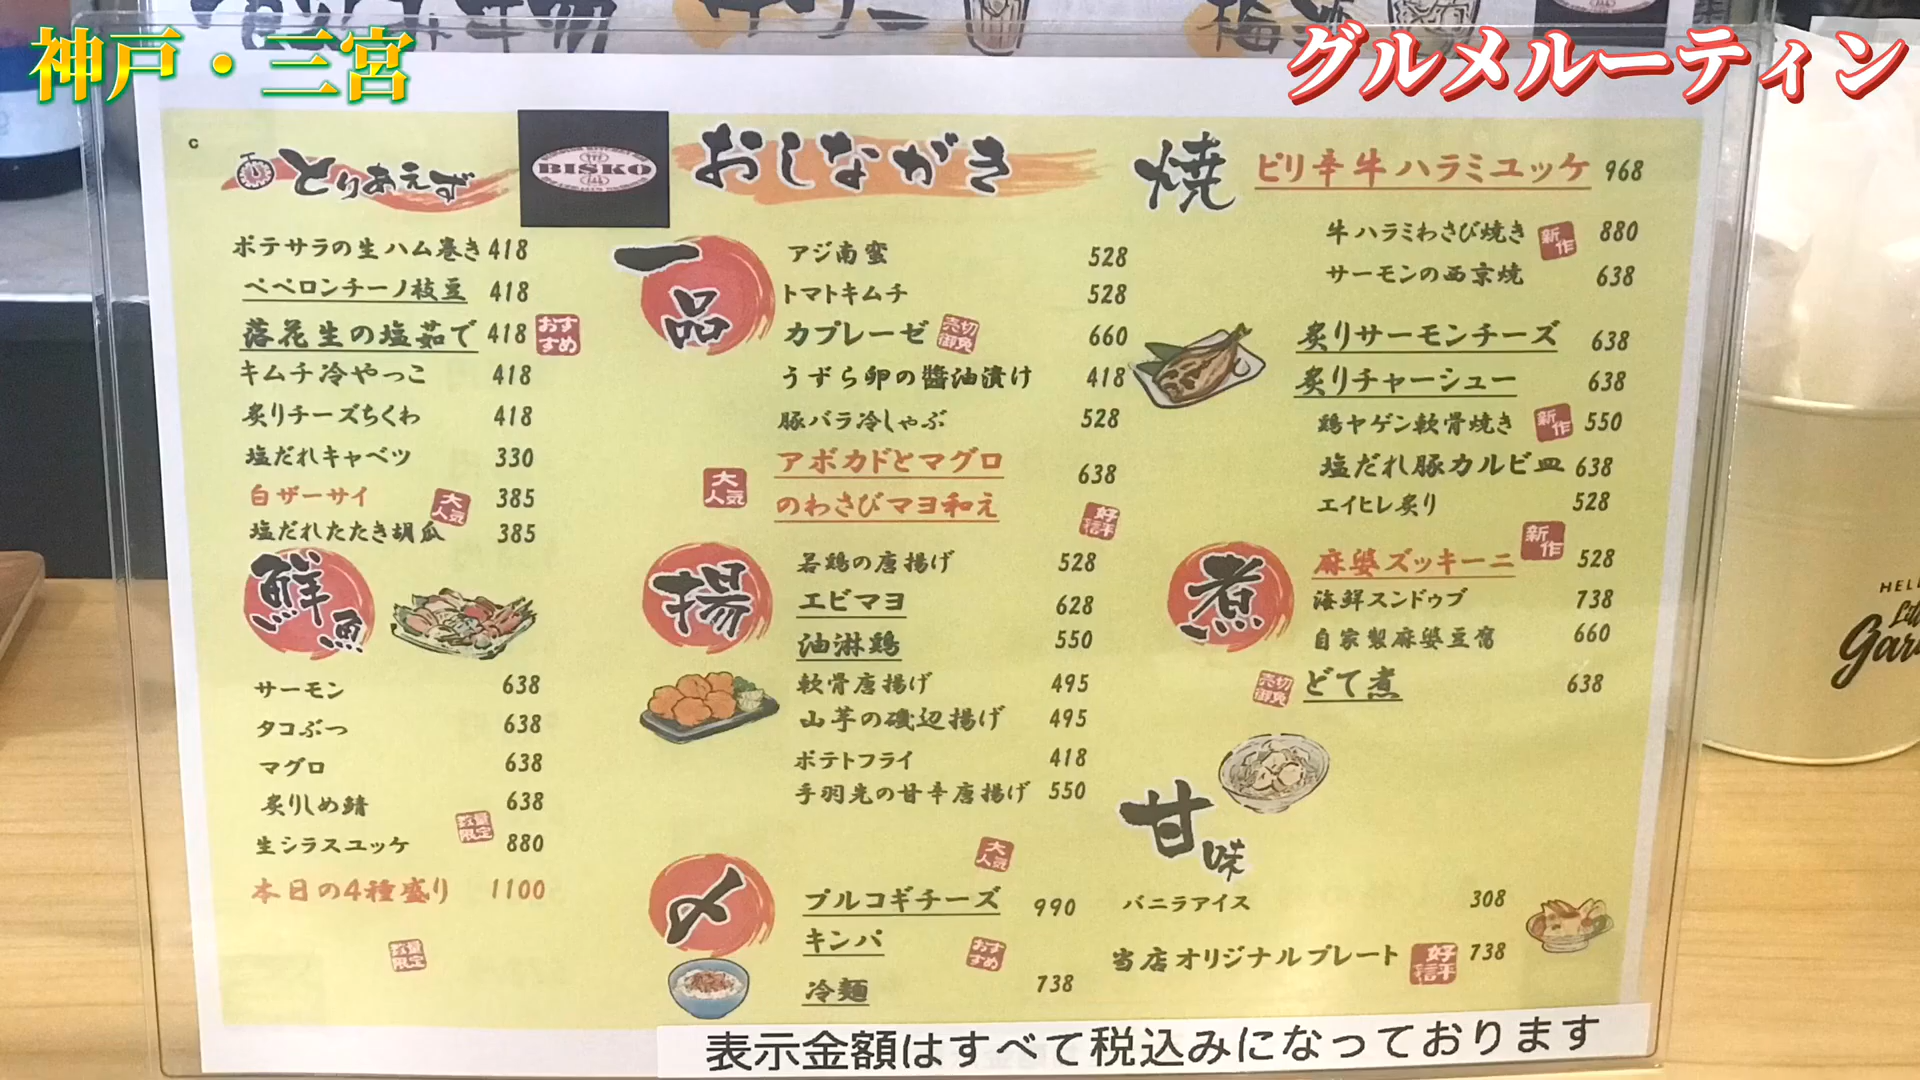 神戸・三宮
グルメルーティン
C
とりあえず
BISKO
おしながき
ポテサラの生ハム巻き 418
ペペロンチーノ枝豆 418
落花生の塩茹で 418 おすすめ
キムチ冷やっこ 418
炙りチーズちくわ 418
塩だれキャベツ 330
白ザーサイ 大人気 385
塩だれたたき胡瓜 385
鮮魚
サーモン 638
タコぶつ 638
マグロ 638
炙りしめ鯖 638
生シラスユッケ 数量限定 880
本日の4種盛り 1100
数量限定
一品
アジ南蛮 528
トマトキムチ 528
カプレーゼ 売切御免 660
うずら卵の醬油漬け 418
豚バラ冷しゃぶ 528
大人気 アボカドとマグロ
のわさびマヨ和え 638
好評
揚
若鶏の唐揚げ 528
エビマヨ 628
油淋鶏 550
軟骨唐揚げ 495
山芋の磯辺揚げ 495
ポテトフライ 418
手羽先の甘辛唐揚げ 550
〆
大人気
プルコギチーズ
キンパ 990
おすすめ
冷麺 738
焼
ピリ辛牛ハラミユッケ 968
牛ハラミわさび焼き 新作 880
サーモンの西京焼 638
炙りサーモンチーズ 638
炙りチャーシュー 638
鶏ヤゲン軟骨焼き 新作 550
塩だれ豚カルビ皿 638
エイヒレ炙り 528
煮
麻婆ズッキーニ 新作 528
海鮮スンドゥブ 738
自家製麻婆豆腐 660
売切御免 どて煮 638
甘味
バニラアイス 308
当店オリジナルプレート 好評 738
表示金額はすべて税込みになっております